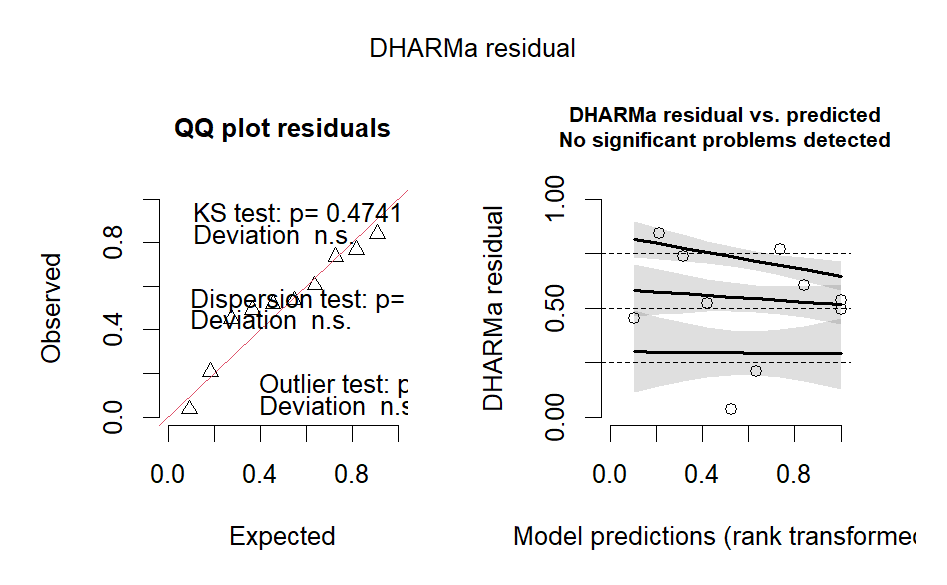 DHARMa residual
QQ plot residuals
KS test: p= 0.4741
Deviation n.s.
Dispersion test: p=
Deviation n.s.
Outlier test: p
Deviation n.s
Observed
0.0
0.4
0.8
0.0
0.4
0.8
Expected
DHARMa residual vs. predicted
No significant problems detected
DHARMa residual
1.00
0.50
0.00
0.0
0.4
0.8
Model predictions (rank transformed